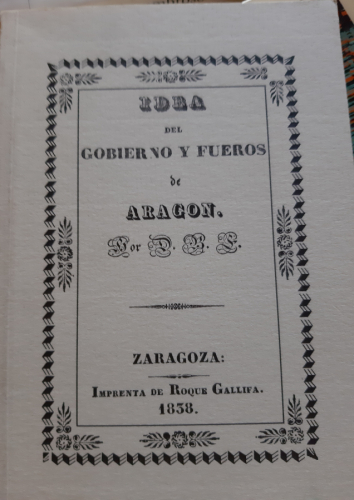 IDEA
DEL
GOBIERNO Y FUEROS
de
ARAGON.
Por D.
ZARAGOZA:
IMPRENTA DE ROQUE GALLIFA.
1838.